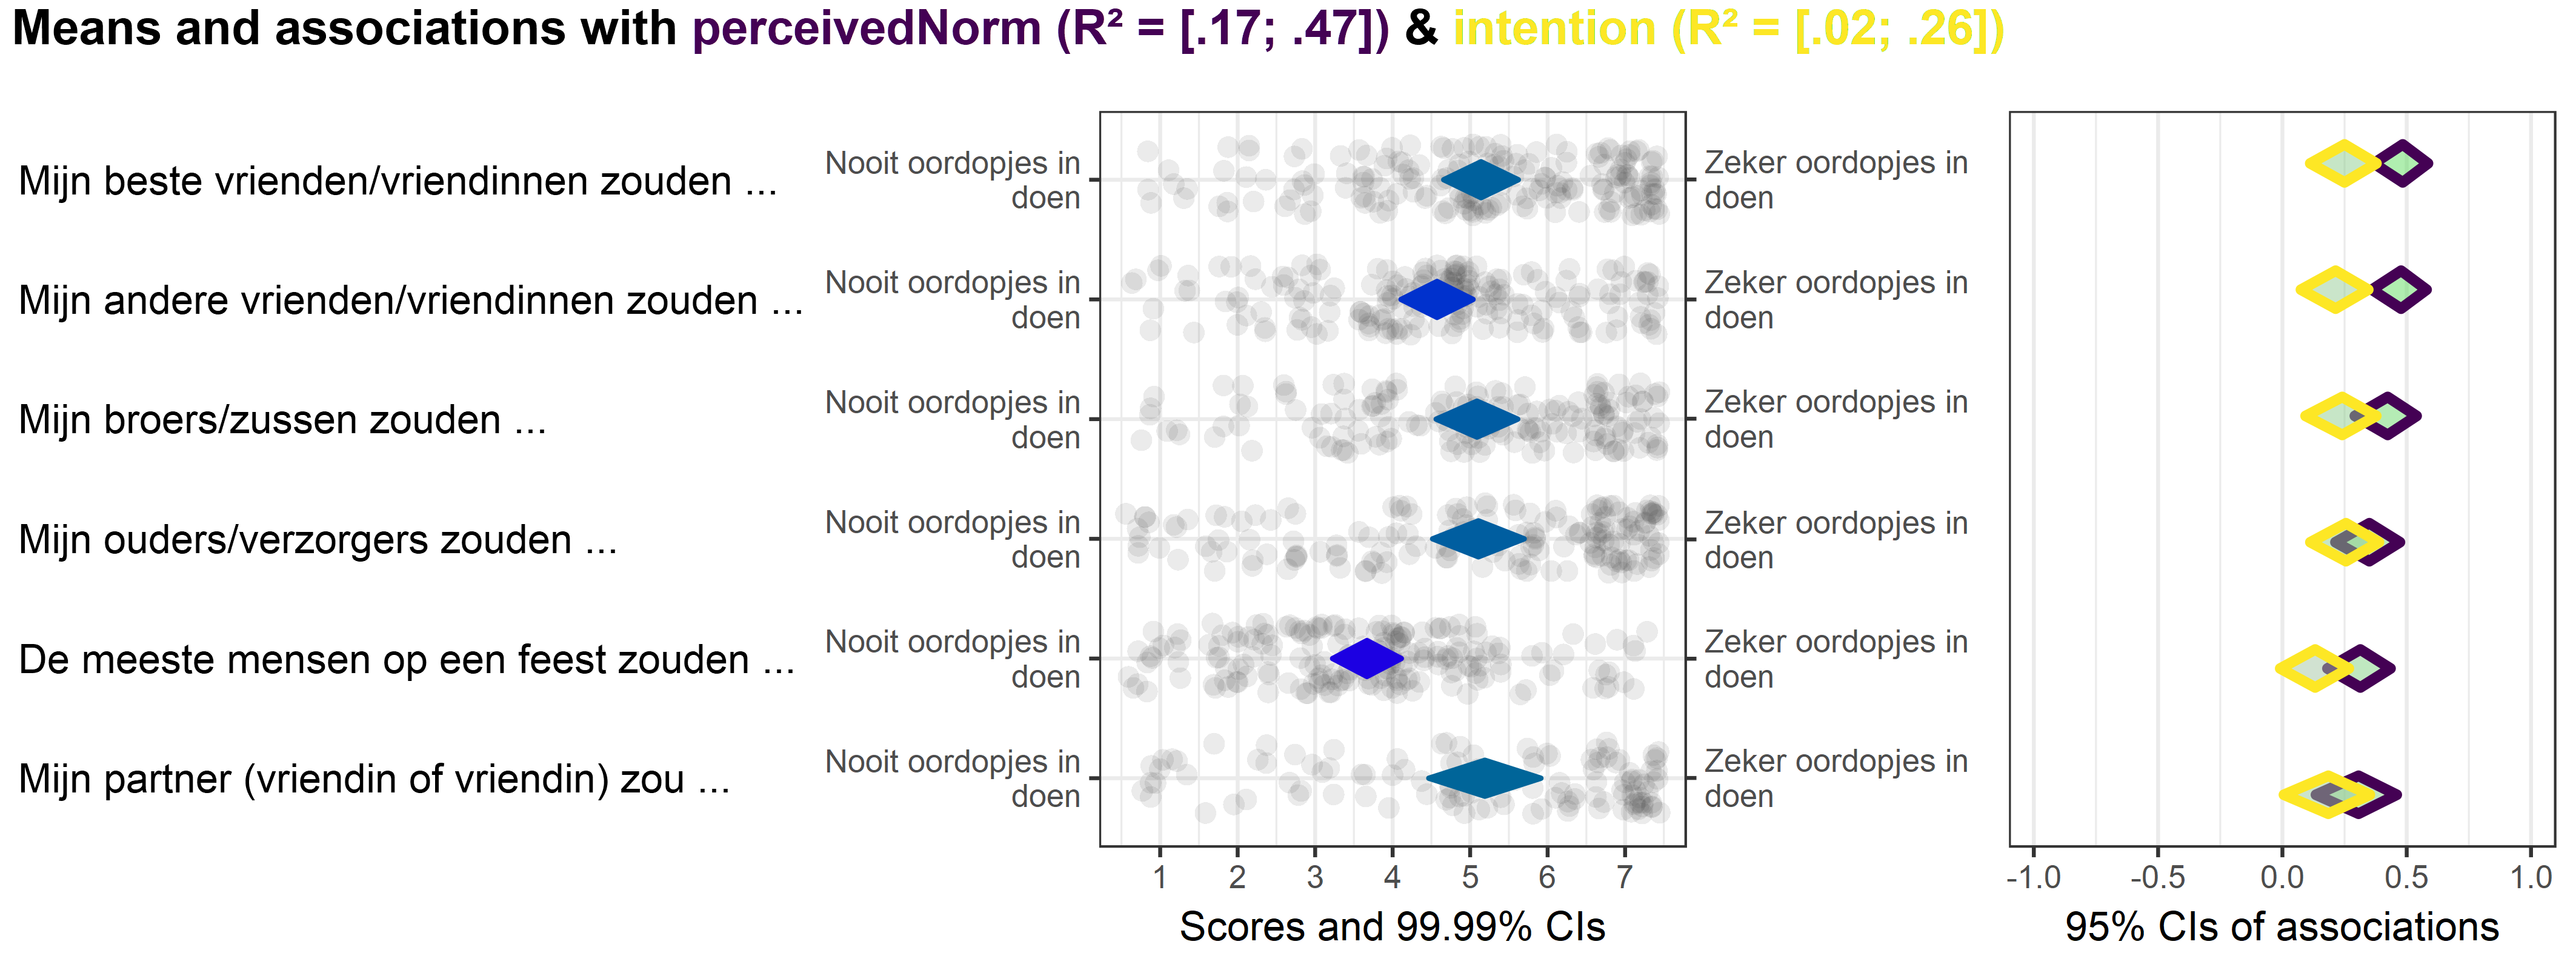 Means and associations with perceivedNorm (R² = [.17; .47]) & intention (R² = [.02; .26])
Mijn beste vrienden/vriendinnen zouden ...
Nooit oordopjes in
doen
Zeker oordopjes in
doen
Mijn andere vrienden/vriendinnen zouden ...
Nooit oordopjes in
doen
Zeker oordopjes in
doen
Mijn broers/zussen zouden ...
Nooit oordopjes in
doen
Zeker oordopjes in
doen
Mijn ouders/verzorgers zouden ...
Nooit oordopjes in
doen
Zeker oordopjes in
doen
De meeste mensen op een feest zouden ...
Nooit oordopjes in
doen
Zeker oordopjes in
doen
Mijn partner (vriendin of vriendin) zou ...
Nooit oordopjes in
doen
Zeker oordopjes in
doen
1 2 3 4 5 6 7
Scores and 99.99% CIs
-1.0 -0.5 0.0 0.5 1.0
95% CIs of associations